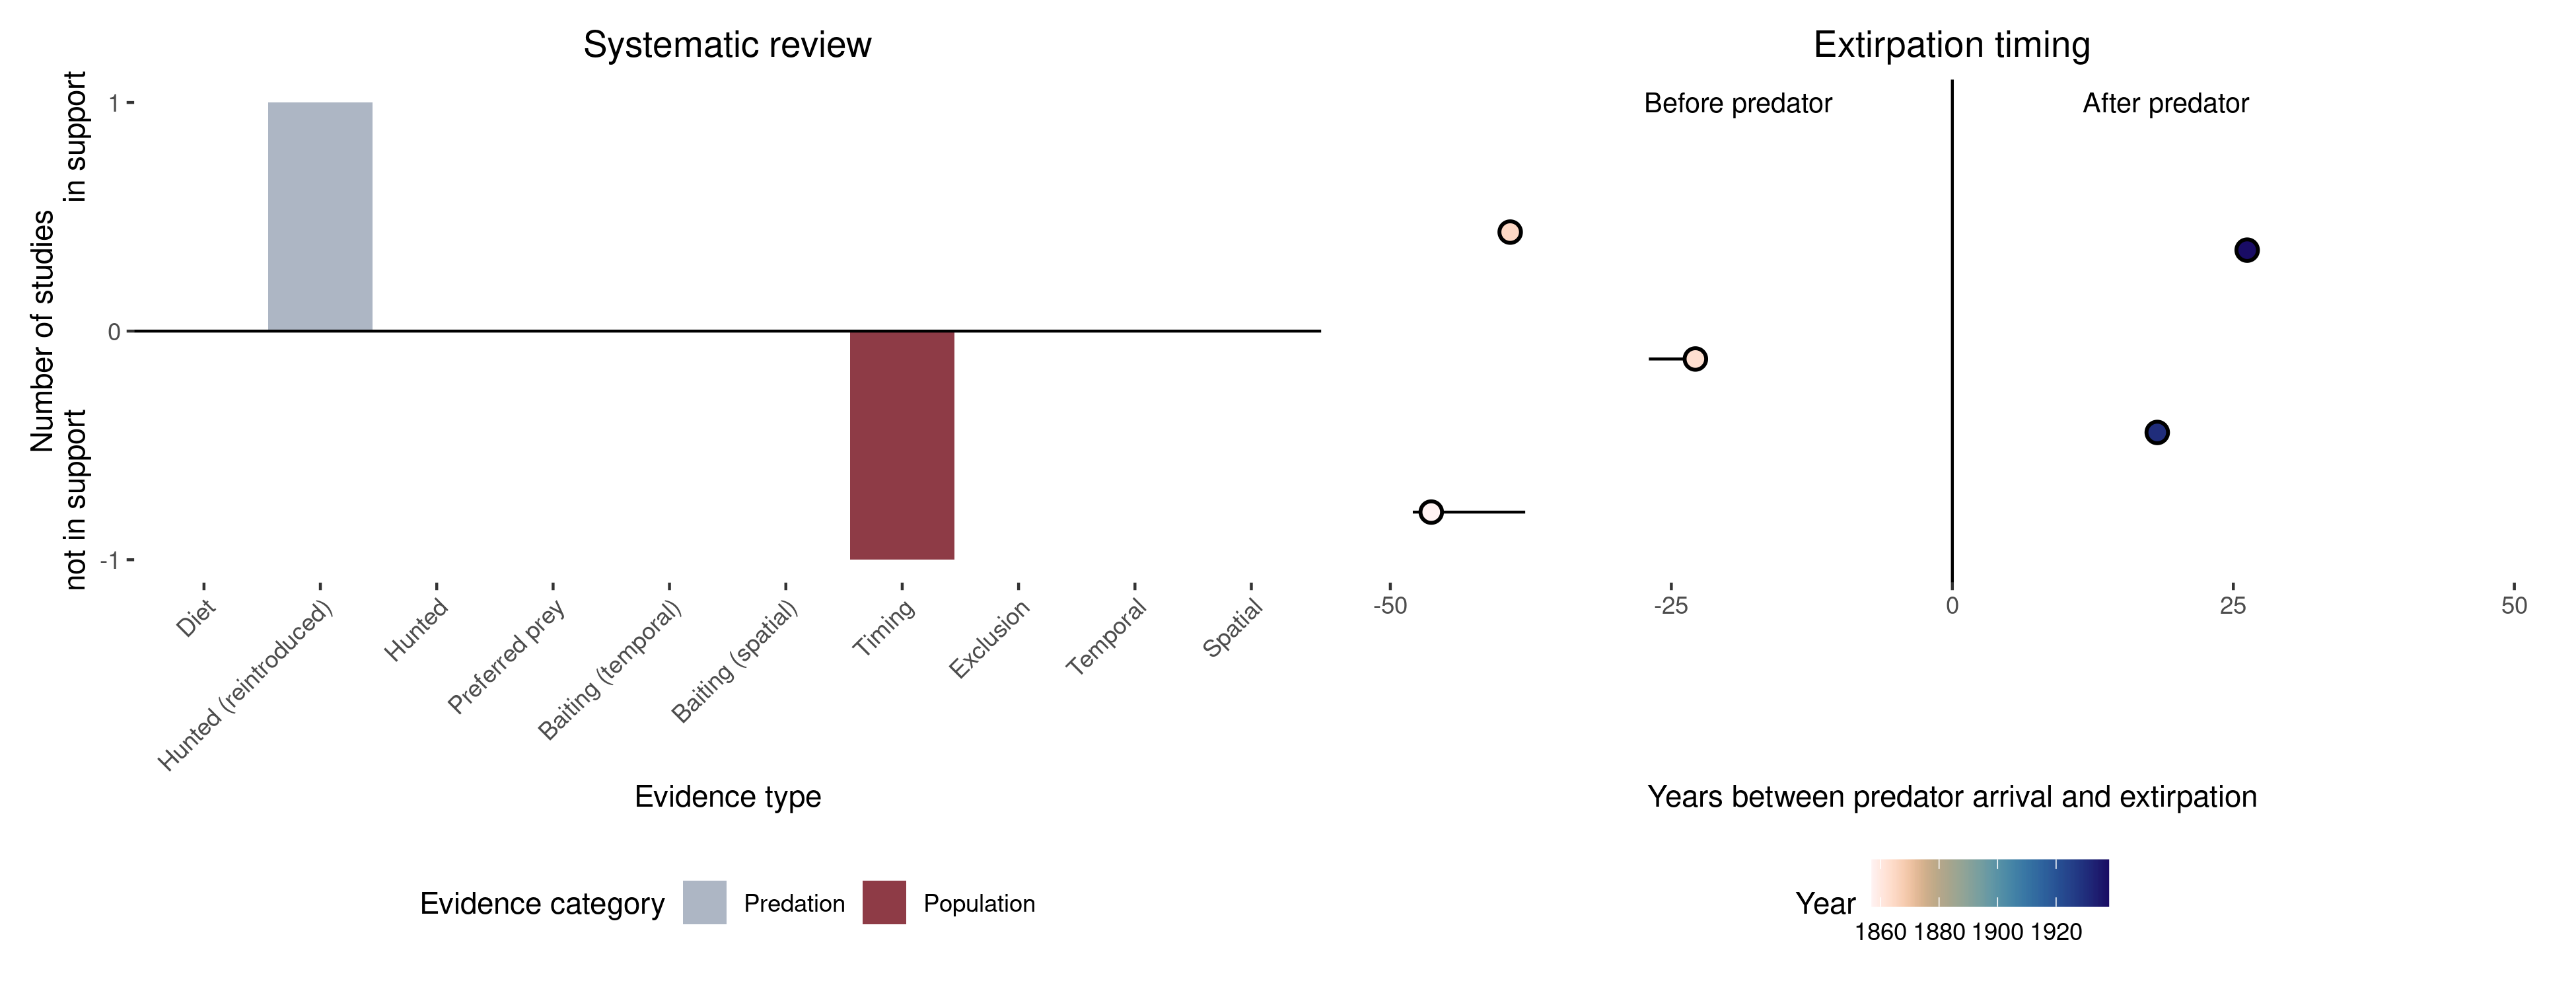 Systematic review
Number of studies
not in support
in support
1
0
-1
Diet
Hunted (reintroduced)
Hunted
Preferred prey
Baiting (temporal)
Baiting (spatial)
Timing
Exclusion
Temporal
Spatial
Evidence type
Evidence category
Predation
Population
Extirpation timing
Before predator
After predator
-50
-25
0
25
50
Years between predator arrival and extirpation
Year
1860 1880 1900 1920